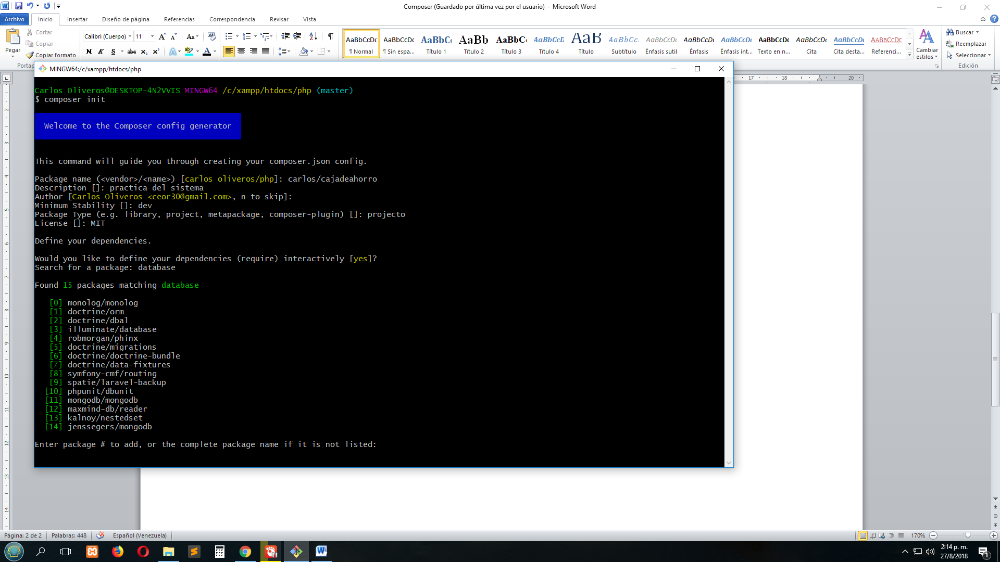 Composer (Guardado por última vez por el usuario) - Microsoft Word
Archivo Inicio Insertar Diseño de página Referencias Correspondencia Revisar Vista
Pegar
Cortar
Copiar
Copiar formato
Calibri (Cuerpo) 11
N K S abc x₂ x²
AaBbCcDc AaBbCcDc AaBbC AaBb AaBbC AaBbCcD AaB AaBbCc. AaBbCcDc AaBbCcDc AaBbCcDc AaBbCcDc AaBbCcDc AaBbCcDc AABBCCDC
¶ Normal ¶ Sin espa... Título 1 Título 2 Título 3 Título 4 Título Subtítulo Énfasis sutil Énfasis Énfasis int... Texto en n... Cita Cita desta... Referenci...
Cambiar estilos
Buscar
Reemplazar
Seleccionar
Edición
Portap
MINGW64:/c/xampp/htdocs/php
17 18 20
Carlos Oliveros@DESKTOP-4N2VVIS MINGW64 /c/xampp/htdocs/php (master)
$ composer init
Welcome to the Composer config generator
This command will guide you through creating your composer.json config.
Package name (<vendor>/<name>) [carlos oliveros/php]: carlos/cajadeahorro
Description []: practica del sistema
Author [Carlos Oliveros <ceor30@gmail.com>, n to skip]:
Minimum Stability []: dev
Package Type (e.g. library, project, metapackage, composer-plugin) []: projecto
License []: MIT
Define your dependencies.
Would you like to define your dependencies (require) interactively [yes]?
Search for a package: database
Found 15 packages matching database
[0] monolog/monolog
[1] doctrine/orm
[2] doctrine/dbal
[3] illuminate/database
[4] robmorgan/phinx
[5] doctrine/migrations
[6] doctrine/doctrine-bundle
[7] doctrine/data-fixtures
[8] symfony-cmf/routing
[9] spatie/laravel-backup
[10] phpunit/dbunit
[11] mongodb/mongodb
[12] maxmind-db/reader
[13] kalnoy/nestedset
[14] jenssegers/mongodb
Enter package # to add, or the complete package name if it is not listed:
Página: 2 de 2 Palabras: 448 Español (Venezuela) 170%
2:14 p. m.
27/8/2018
1